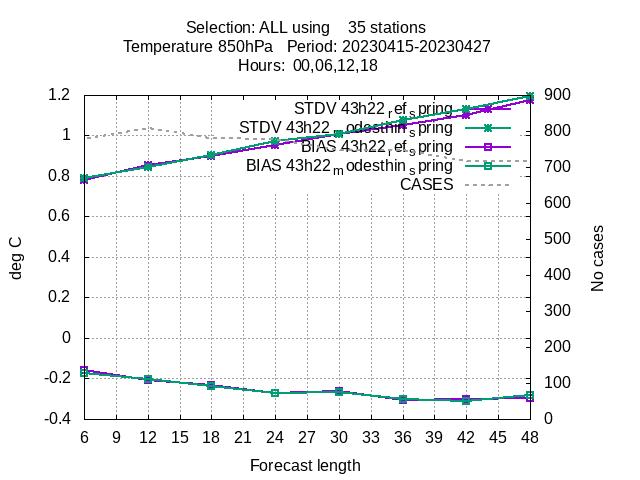 Selection: ALL using 35 stations
Temperature 850hPa Period: 20230415-20230427
Hours: 00,06,12,18
STDV 43h22_ref_spring
STDV 43h22_modesthin_spring
BIAS 43h22_ref_spring
BIAS 43h22_modesthin_spring
CASES
1.2
1
0.8
0.6
0.4
0.2
0
-0.2
-0.4
deg C
900
800
700
600
500
400
300
200
100
0
No cases
6 9 12 15 18 21 24 27 30 33 36 39 42 45 48
Forecast length